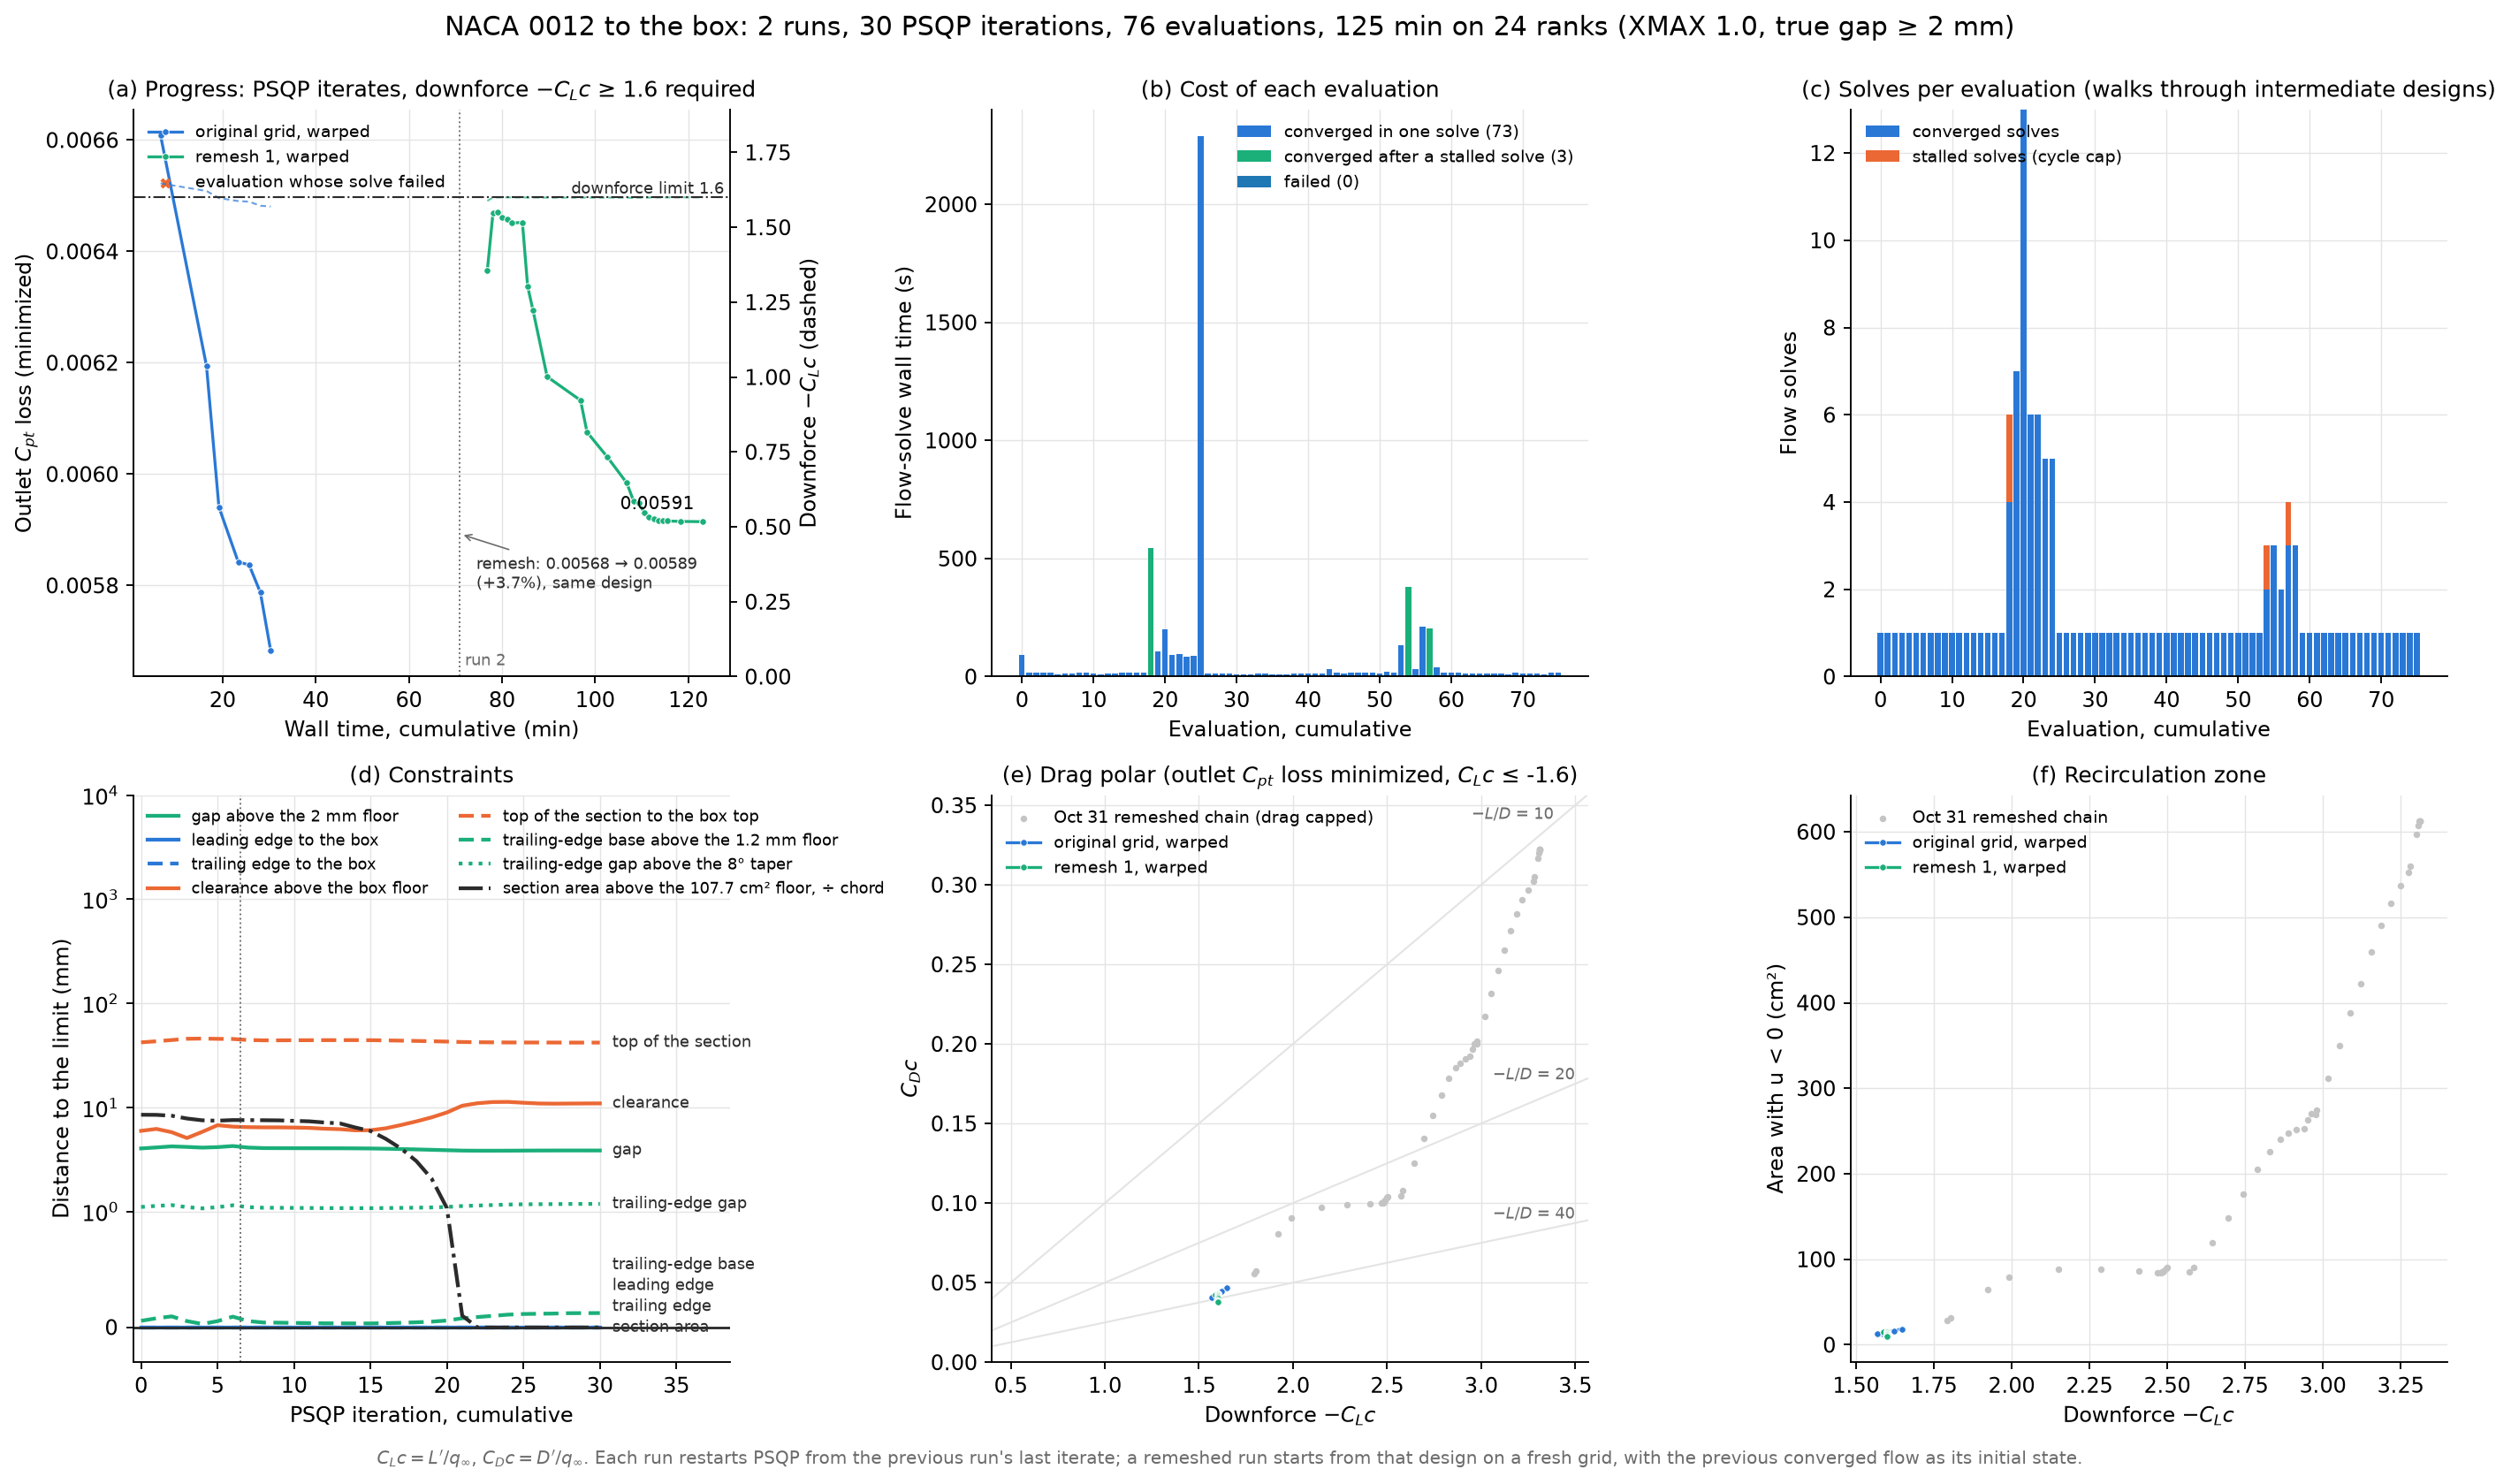 NACA 0012 to the box: 2 runs, 30 PSQP iterations, 76 evaluations, 125 min on 24 ranks (XMAX 1.0, true gap ≥ 2 mm)
(a) Progress: PSQP iterates, downforce −C_L c ≥ 1.6 required
original grid, warped
remesh 1, warped
evaluation whose solve failed
downforce limit 1.6
0.00591
remesh: 0.00568 → 0.00589
(+3.7%), same design
run 2
Outlet C_pt loss (minimized)
0.0066
0.0064
0.0062
0.0060
0.0058
Downforce −C_L c (dashed)
1.75
1.50
1.25
1.00
0.75
0.50
0.25
0.00
20 40 60 80 100 120
Wall time, cumulative (min)
(b) Cost of each evaluation
converged in one solve (73)
converged after a stalled solve (3)
failed (0)
Flow-solve wall time (s)
2000
1500
1000
500
0
0 10 20 30 40 50 60 70
Evaluation, cumulative
(c) Solves per evaluation (walks through intermediate designs)
converged solves
stalled solves (cycle cap)
Flow solves
12
10
8
6
4
2
0
0 10 20 30 40 50 60 70
Evaluation, cumulative
(d) Constraints
gap above the 2 mm floor
leading edge to the box
trailing edge to the box
clearance above the box floor
top of the section to the box top
trailing-edge base above the 1.2 mm floor
trailing-edge gap above the 8° taper
section area above the 107.7 cm² floor, ÷ chord
top of the section
clearance
gap
trailing-edge gap
trailing-edge base
leading edge
trailing edge
section area
Distance to the limit (mm)
10⁴
10³
10²
10¹
10⁰
0
0 5 10 15 20 25 30 35
PSQP iteration, cumulative
(e) Drag polar (outlet C_pt loss minimized, C_L c ≤ -1.6)
Oct 31 remeshed chain (drag capped)
original grid, warped
remesh 1, warped
−L/D = 10
−L/D = 20
−L/D = 40
C_D c
0.35
0.30
0.25
0.20
0.15
0.10
0.05
0.00
0.5 1.0 1.5 2.0 2.5 3.0 3.5
Downforce −C_L c
(f) Recirculation zone
Oct 31 remeshed chain
original grid, warped
remesh 1, warped
Area with u < 0 (cm²)
600
500
400
300
200
100
0
1.50 1.75 2.00 2.25 2.50 2.75 3.00 3.25
Downforce −C_L c
C_L c = L′/q∞, C_D c = D′/q∞. Each run restarts PSQP from the previous run's last iterate; a remeshed run starts from that design on a fresh grid, with the previous converged flow as its initial state.